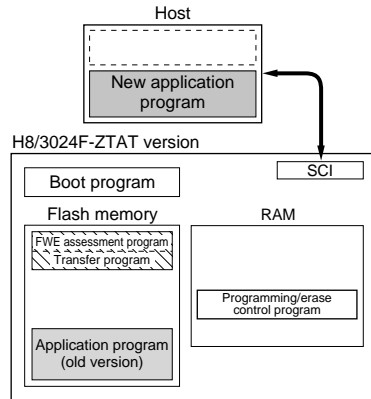 Host
New application
program
H8/3024F-ZTAT version
SCI
Boot program
Flash memory
RAM
FWE assessment program
Transfer program
Programming/erase
control program
Application program
(old version)